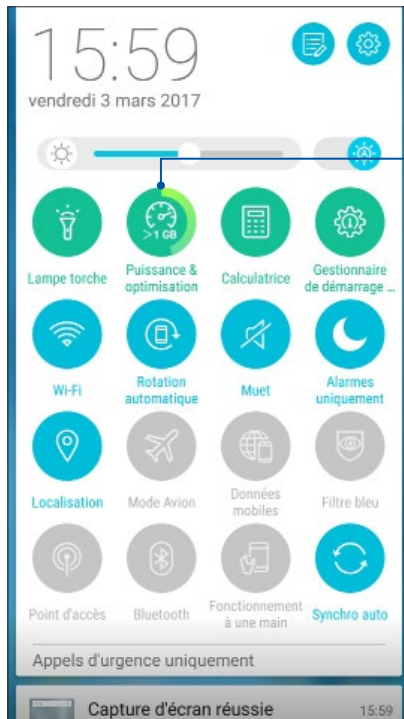 15:59
vendredi 3 mars 2017
>1 GB
Lampe torche
Puissance &
optimisation
Calculatrice
Gestionnaire
de démarrage ...
Wi-Fi
Rotation
automatique
Muet
Alarmes
uniquement
Localisation
Mode Avion
Données
mobiles
Filtre bleu
Point d'accès
Bluetooth
Fonctionnement
à une main
Synchro auto
Appels d'urgence uniquement
Capture d'écran réussie
15:59